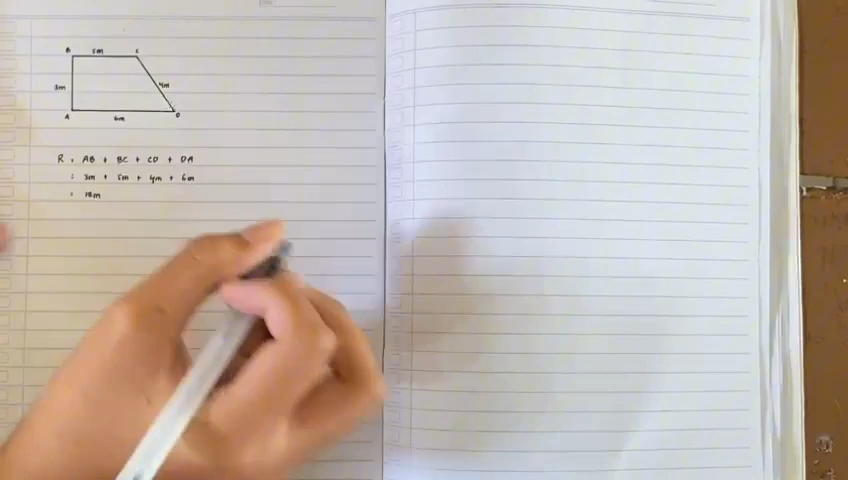 B 5m C
3m 4m
A 6m D
R = AB + BC + CD + DA
= 3m + 5m + 4m + 6m
= 18m